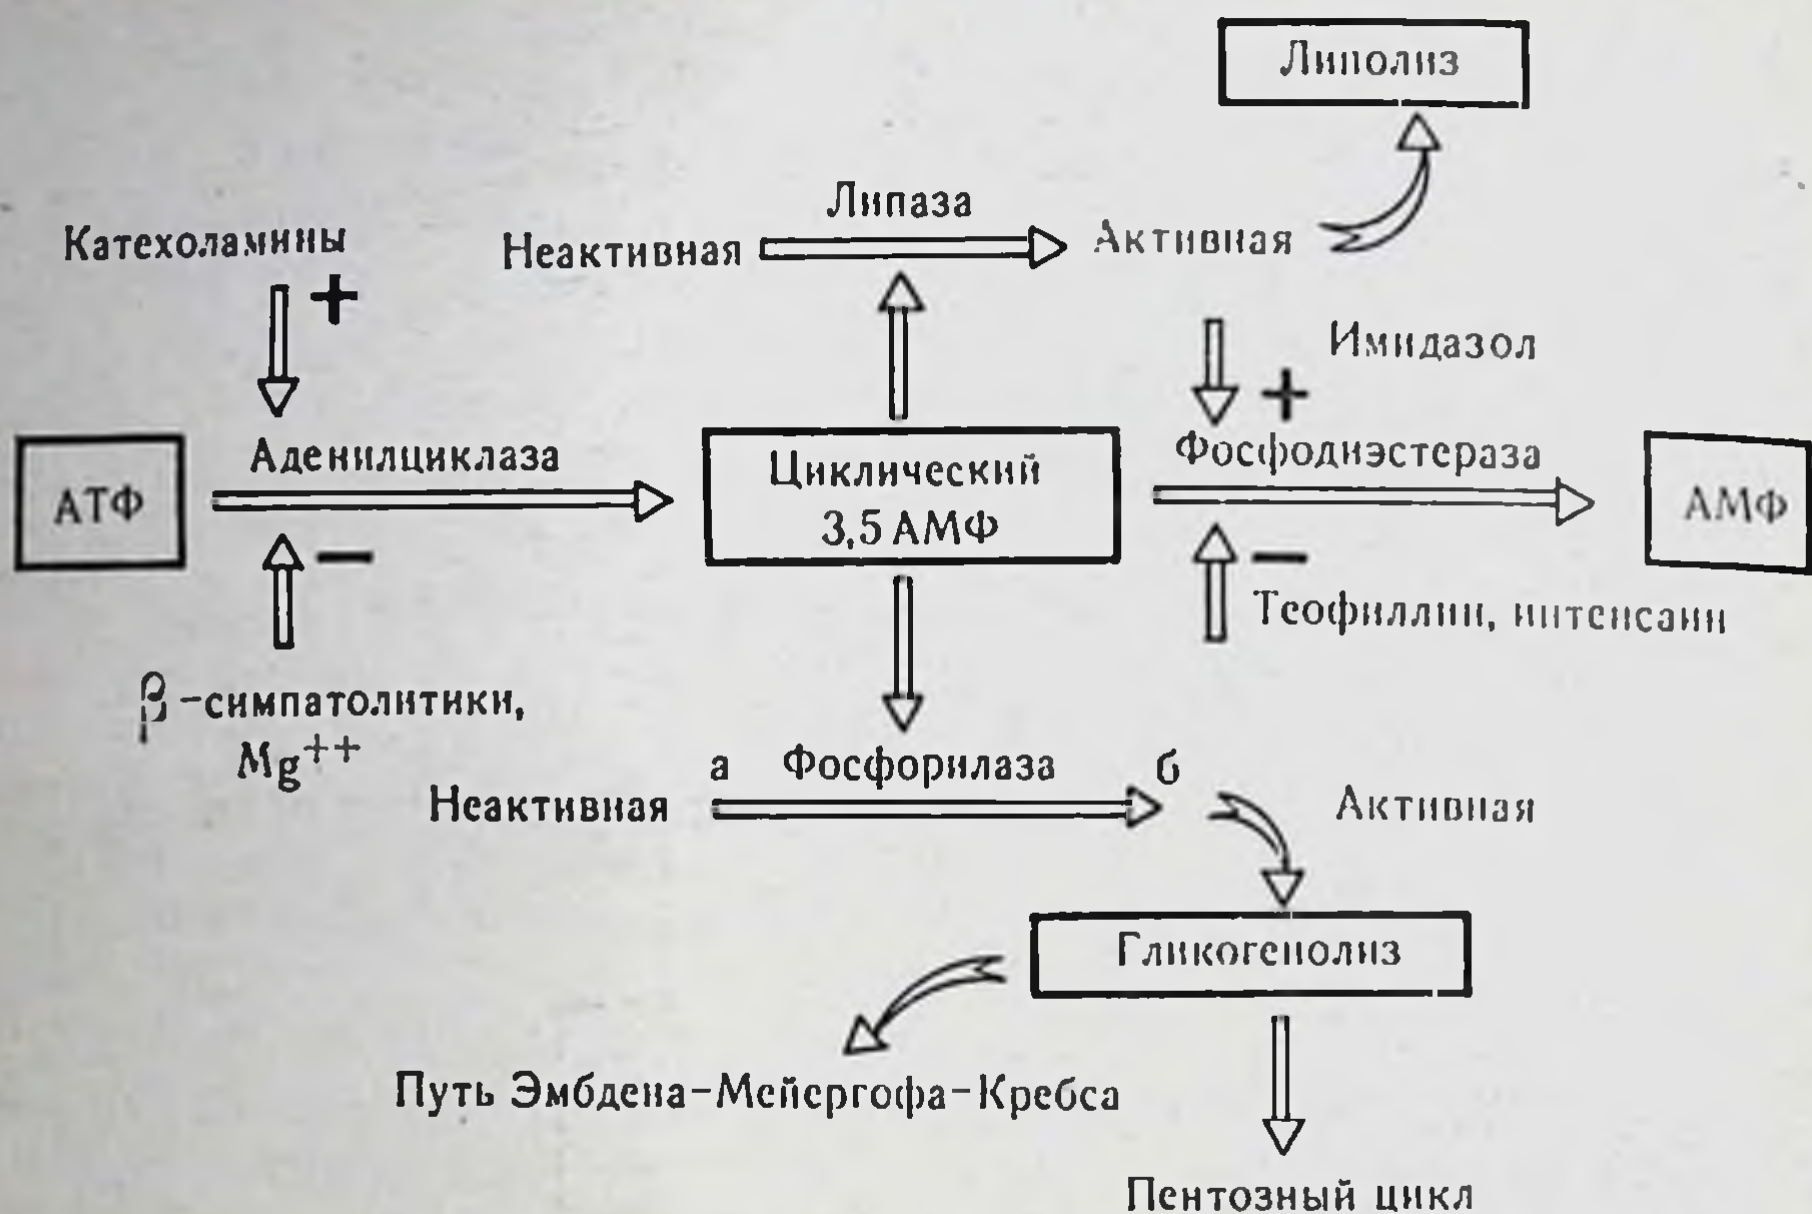 Липолиз
Липаза
Катехоламины
Неактивная
Активная
+
Имидазол
+
АТФ
Аденилциклаза
Циклический
3,5 АМФ
Фосфодиэстераза
АМФ
−
−
Теофиллин, интенсаин
β-симпатолитики,
Mg++
а Фосфорилаза б
Неактивная
Активная
Гликогенолиз
Путь Эмбдена-Мейергофа-Кребса
Пентозный цикл